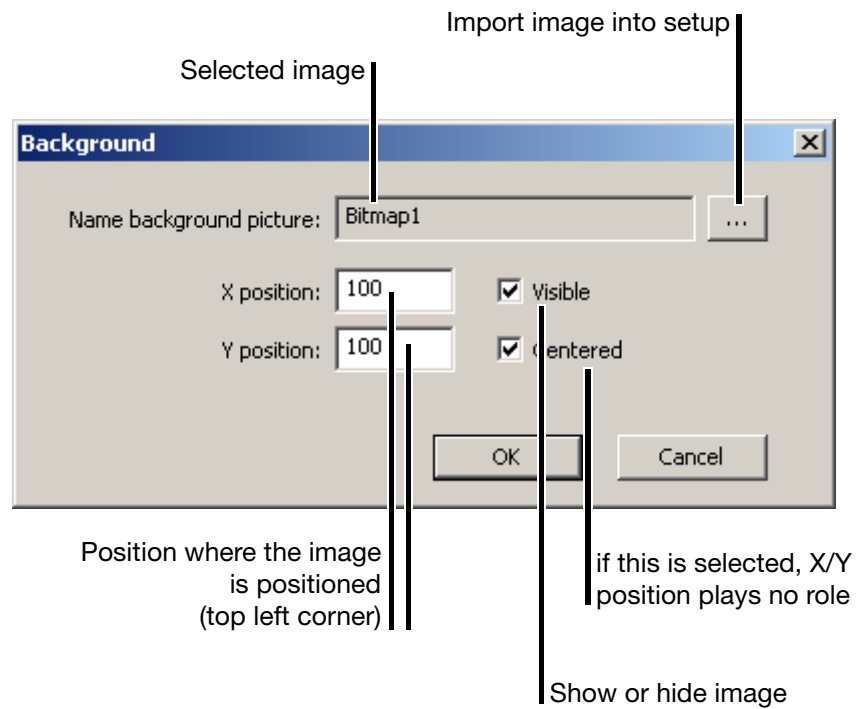 Import image into setup
Selected image
Background
Name background picture: Bitmap1 ...
X position: 100 Visible
Y position: 100 Centered
OK Cancel
Position where the image
is positioned
(top left corner)
if this is selected, X/Y
position plays no role
Show or hide image